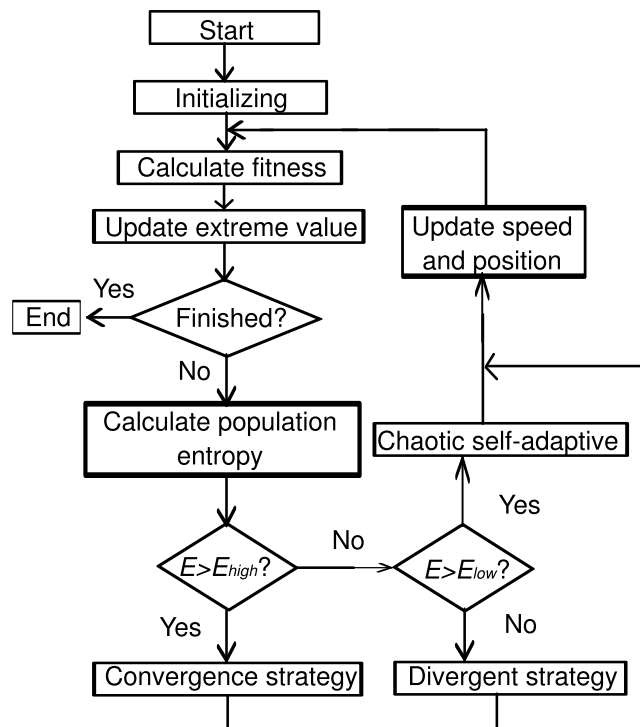 Start
Initializing
Calculate fitness
Update extreme value
Update speed
and position
Yes
End
Finished?
No
Calculate population
entropy
Chaotic self-adaptive
Yes
No
E>Ehigh?
E>Elow?
Yes
No
Convergence strategy
Divergent strategy